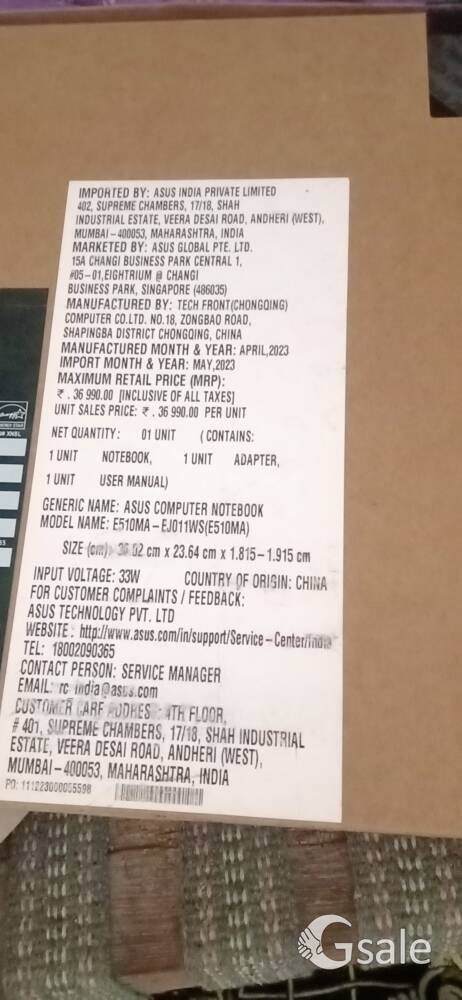 IMPORTED BY: ASUS INDIA PRIVATE LIMITED
402, SUPREME CHAMBERS, 17/18, SHAH
INDUSTRIAL ESTATE, VEERA DESAI ROAD, ANDHERI (WEST),
MUMBAI-400053, MAHARASHTRA, INDIA
MARKETED BY: ASUS GLOBAL PTE. LTD.
15A CHANGI BUSINESS PARK CENTRAL 1,
#05-01,EIGHTRIUM @ CHANGI
BUSINESS PARK, SINGAPORE (486035)
MANUFACTURED BY: TECH FRONT(CHONGQING)
COMPUTER CO.LTD. NO.18, ZONGBAO ROAD,
SHAPINGBA DISTRICT CHONGQING, CHINA
MANUFACTURED MONTH & YEAR: APRIL,2023
IMPORT MONTH & YEAR: MAY,2023
MAXIMUM RETAIL PRICE (MRP):
₹. 36 990.00 [INCLUSIVE OF ALL TAXES]
UNIT SALES PRICE: ₹. 36 990.00 PER UNIT
NET QUANTITY: 01 UNIT (CONTAINS:
1 UNIT NOTEBOOK, 1 UNIT ADAPTER,
1 UNIT USER MANUAL)
GENERIC NAME: ASUS COMPUTER NOTEBOOK
MODEL NAME: E510MA-EJ011WS(E510MA)
SIZE (cm): 36.02 cm x 23.64 cm x 1.815-1.915 cm
INPUT VOLTAGE: 33W COUNTRY OF ORIGIN: CHINA
FOR CUSTOMER COMPLAINTS / FEEDBACK:
ASUS TECHNOLOGY PVT. LTD
WEBSITE: http://www.asus.com/in/support/Service-Center/India
TEL: 18002090365
CONTACT PERSON: SERVICE MANAGER
EMAIL: rc-india@asus.com
CUSTOMER CARE ADDRES: 4TH FLOOR,
# 401, SUPREME CHAMBERS, 17/18, SHAH INDUSTRIAL
ESTATE, VEERA DESAI ROAD, ANDHERI (WEST),
MUMBAI-400053, MAHARASHTRA, INDIA
Gsale